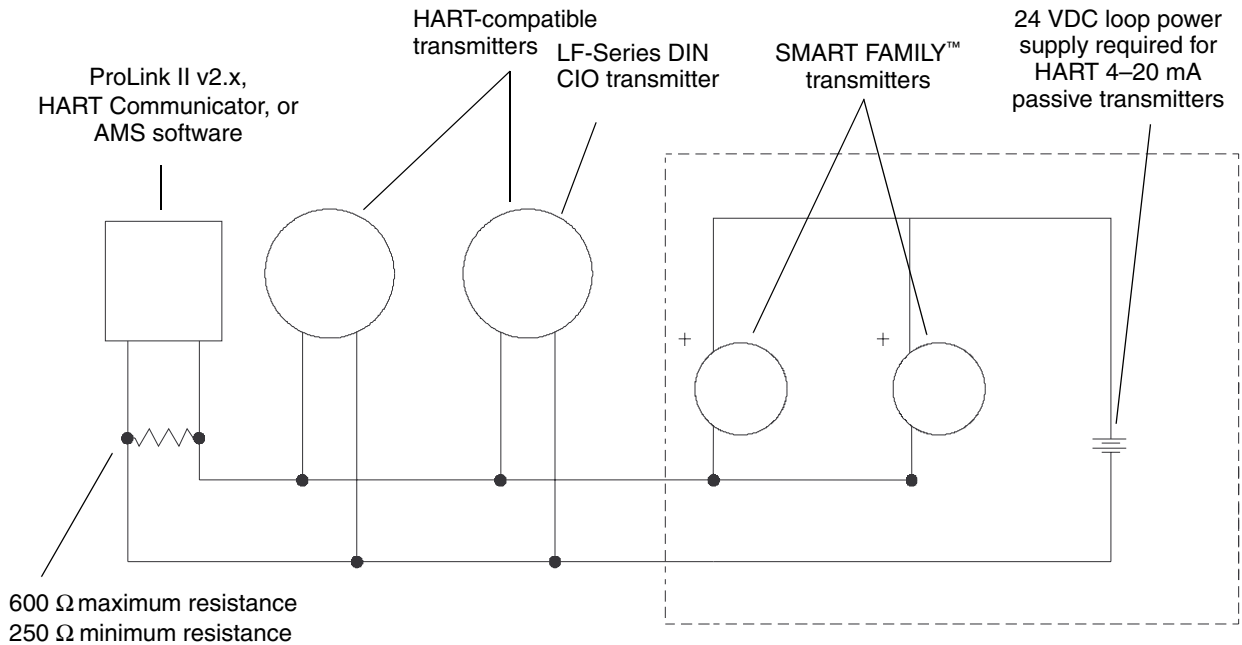 HART-compatible
transmitters
LF-Series DIN
CIO transmitter
SMART FAMILY™
transmitters
24 VDC loop power
supply required for
HART 4–20 mA
passive transmitters
ProLink II v2.x,
HART Communicator, or
AMS software
+
+
600 Ω maximum resistance
250 Ω minimum resistance